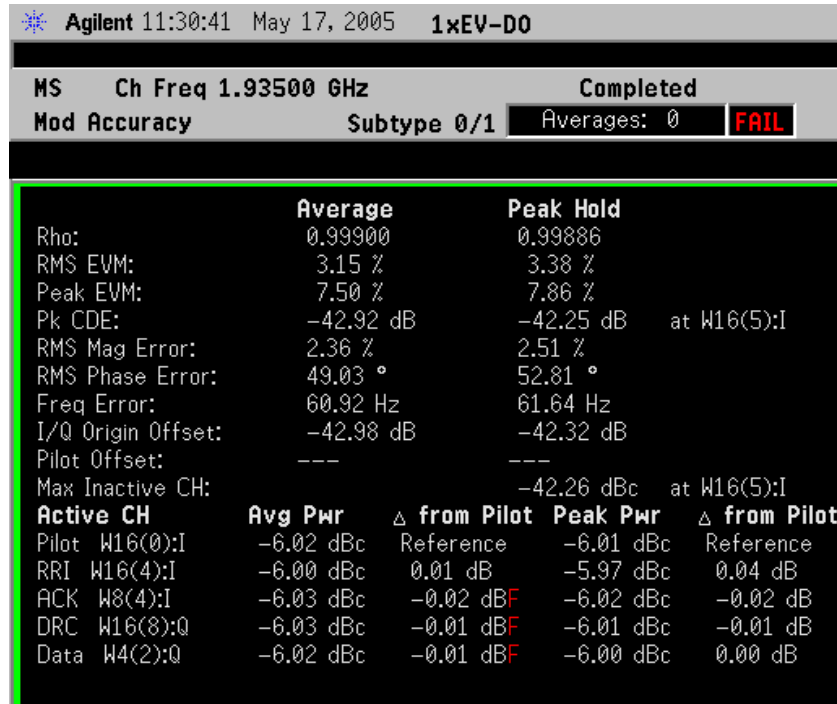 Agilent 11:30:41 May 17, 2005 1xEV-DO
MS Ch Freq 1.93500 GHz Completed
Mod Accuracy Subtype 0/1 Averages: 0 FAIL
Average Peak Hold
Rho: 0.99900 0.99886
RMS EVM: 3.15 % 3.38 %
Peak EVM: 7.50 % 7.86 %
Pk CDE: −42.92 dB −42.25 dB at W16(5):I
RMS Mag Error: 2.36 % 2.51 %
RMS Phase Error: 49.03 ° 52.81 °
Freq Error: 60.92 Hz 61.64 Hz
I/Q Origin Offset: −42.98 dB −42.32 dB
Pilot Offset: --- ---
Max Inactive CH: −42.26 dBc at W16(5):I
Active CH Avg Pwr △ from Pilot Peak Pwr △ from Pilot
Pilot W16(0):I −6.02 dBc Reference −6.01 dBc Reference
RRI W16(4):I −6.00 dBc 0.01 dB −5.97 dBc 0.04 dB
ACK W8(4):I −6.03 dBc −0.02 dBF −6.02 dBc −0.02 dB
DRC W16(8):Q −6.03 dBc −0.01 dBF −6.01 dBc −0.01 dB
Data W4(2):Q −6.02 dBc −0.01 dBF −6.00 dBc 0.00 dB